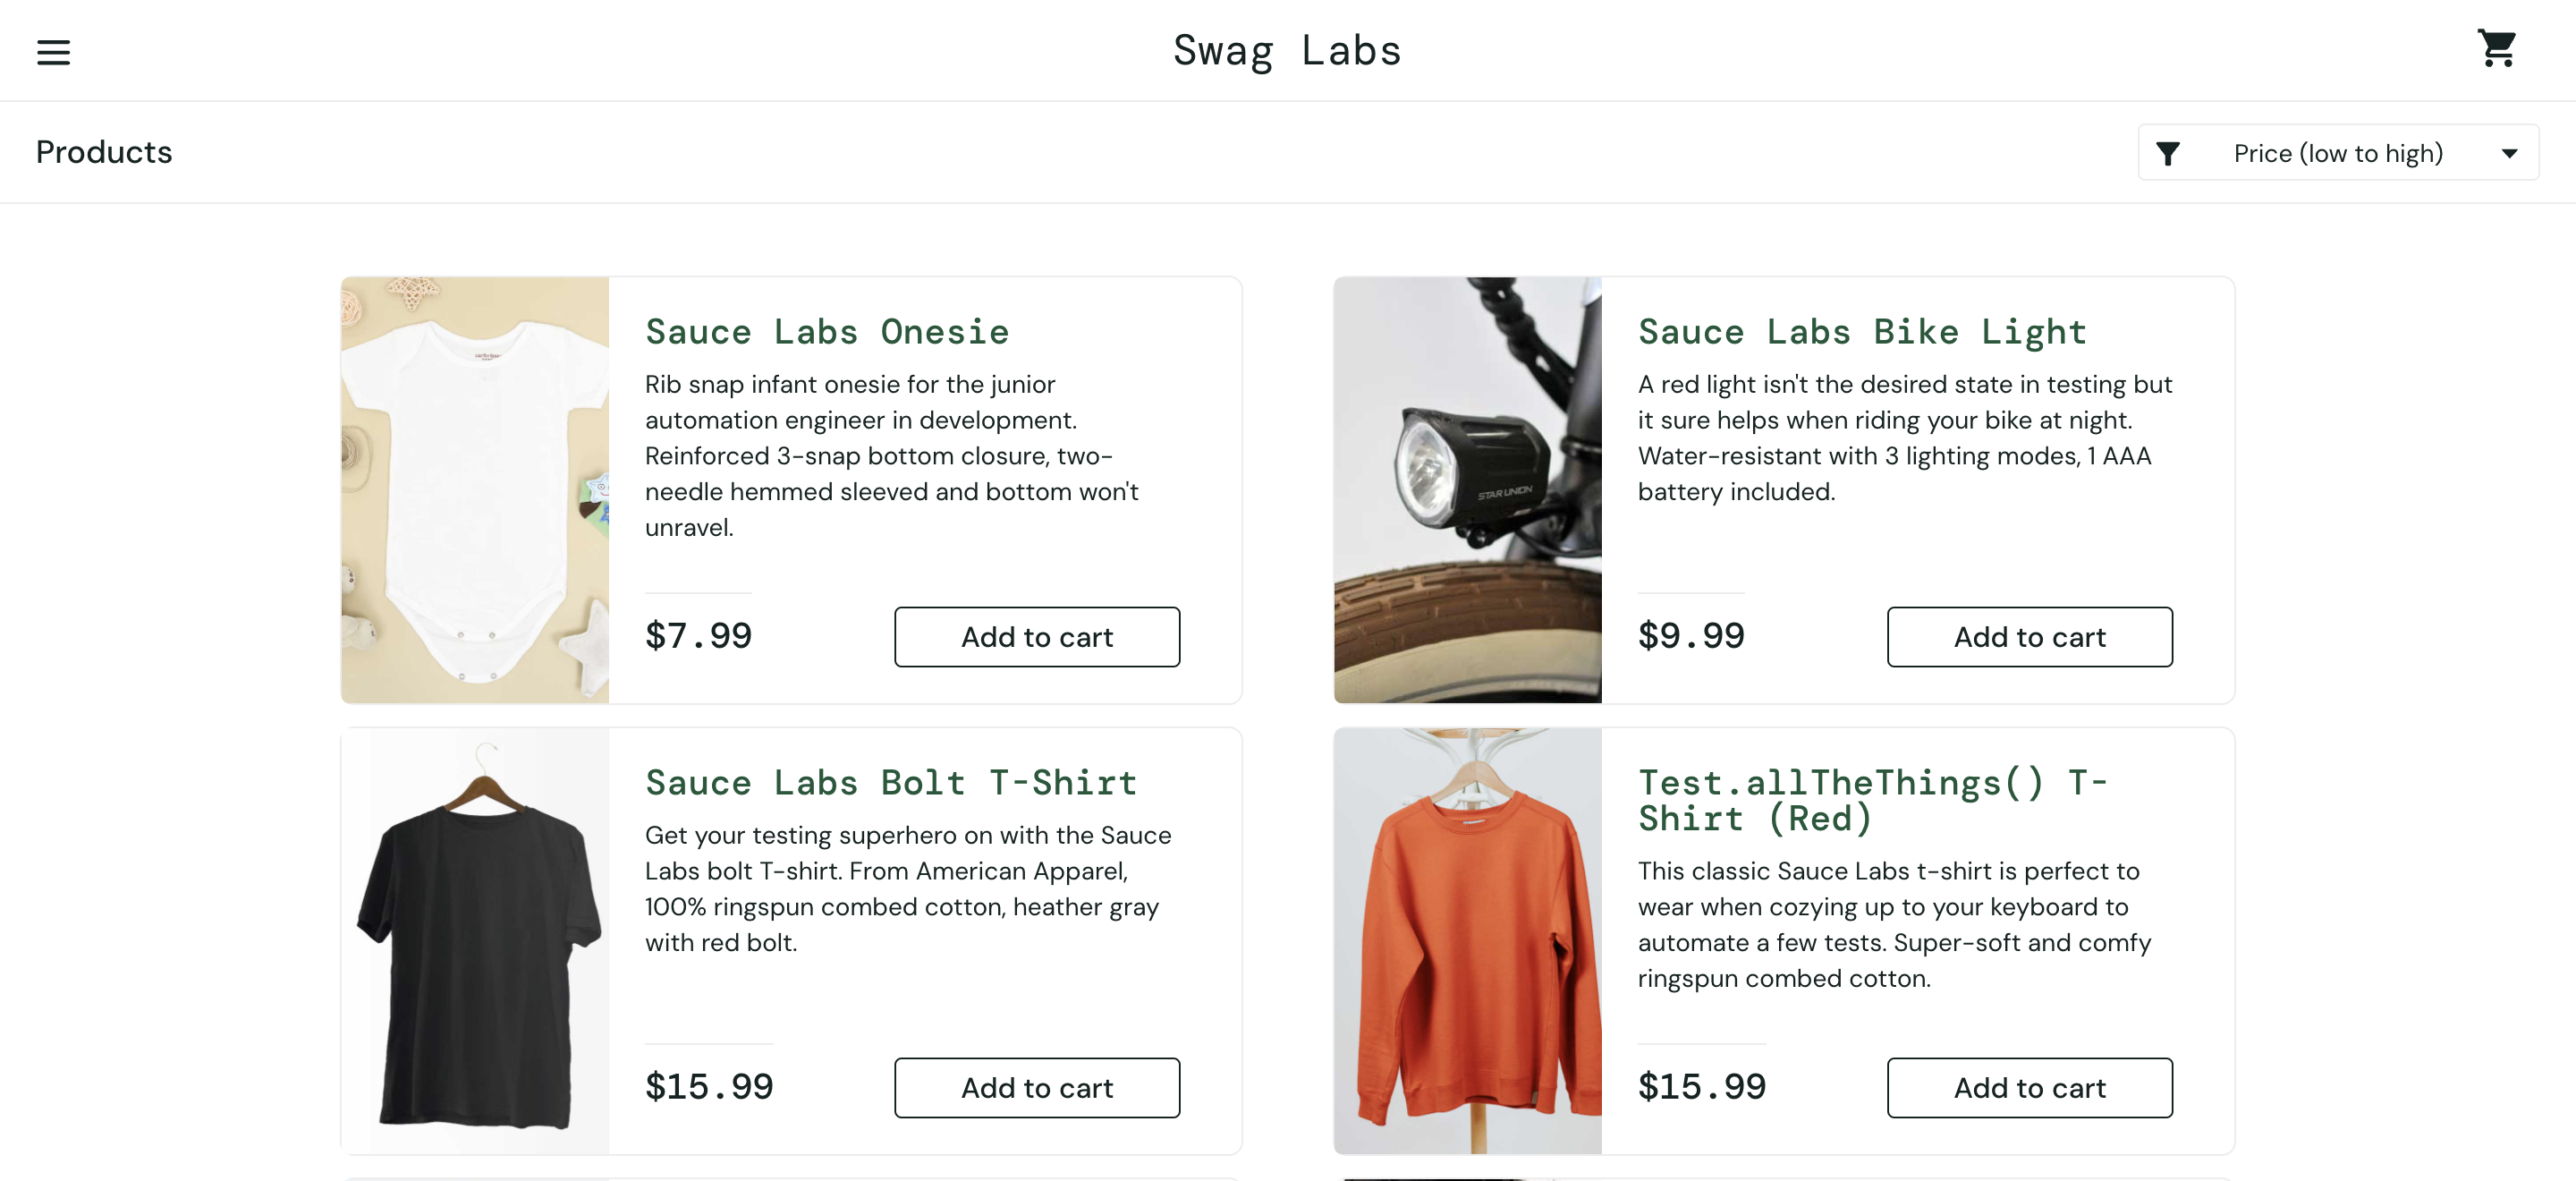 Swag Labs
Products
Price (low to high)
Sauce Labs Onesie
Rib snap infant onesie for the junior
automation engineer in development.
Reinforced 3-snap bottom closure, two-
needle hemmed sleeved and bottom won't
unravel.
$7.99
Add to cart
STAR UNION
Sauce Labs Bike Light
A red light isn't the desired state in testing but
it sure helps when riding your bike at night.
Water-resistant with 3 lighting modes, 1 AAA
battery included.
$9.99
Add to cart
Sauce Labs Bolt T-Shirt
Get your testing superhero on with the Sauce
Labs bolt T-shirt. From American Apparel,
100% ringspun combed cotton, heather gray
with red bolt.
$15.99
Add to cart
Test.allTheThings() T-
Shirt (Red)
This classic Sauce Labs t-shirt is perfect to
wear when cozying up to your keyboard to
automate a few tests. Super-soft and comfy
ringspun combed cotton.
$15.99
Add to cart